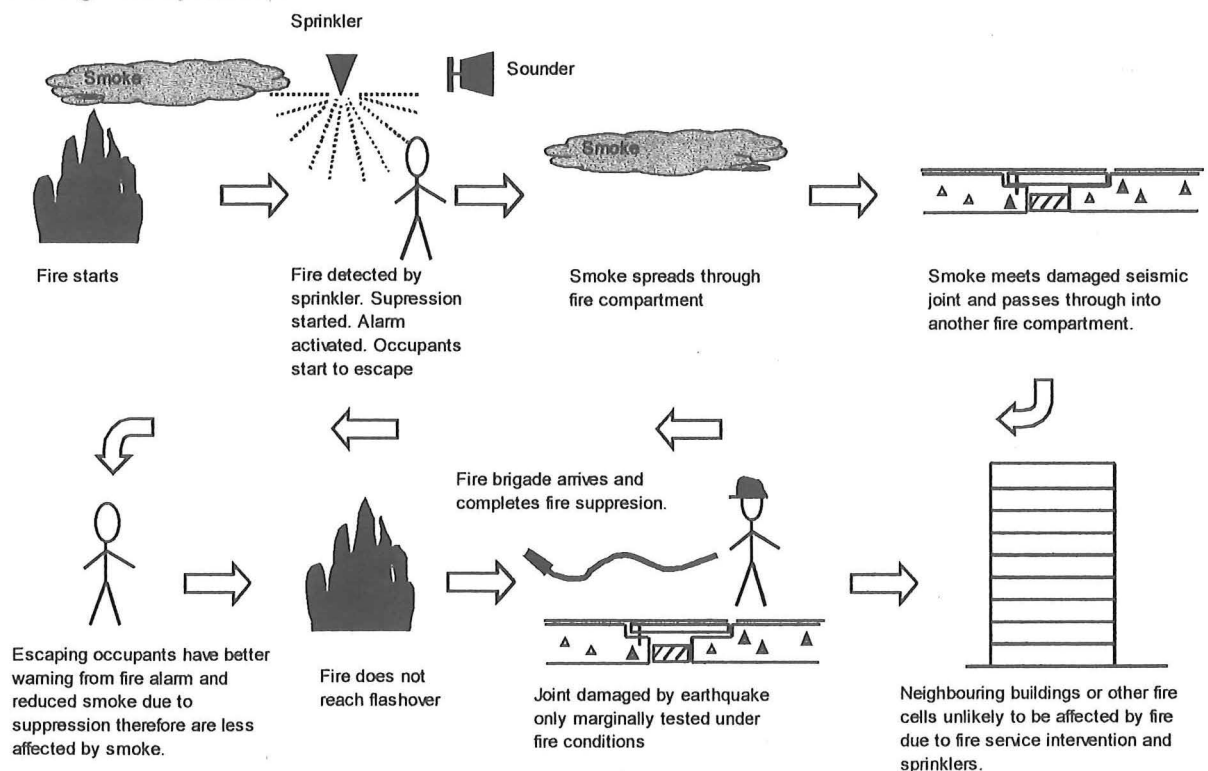 Sprinkler
Smoke
Sounder
Smoke
Fire starts
Fire detected by
sprinkler. Supression
started. Alarm
activated. Occupants
start to escape
Smoke spreads through
fire compartment
Smoke meets damaged seismic
joint and passes through into
another fire compartment.
Fire brigade arrives and
completes fire suppresion.
Escaping occupants have better
warning from fire alarm and
reduced smoke due to
suppression therefore are less
affected by smoke.
Fire does not
reach flashover
Joint damaged by earthquake
only marginally tested under
fire conditions
Neighbouring buildings or other fire
cells unlikely to be affected by fire
due to fire service intervention and
sprinklers.